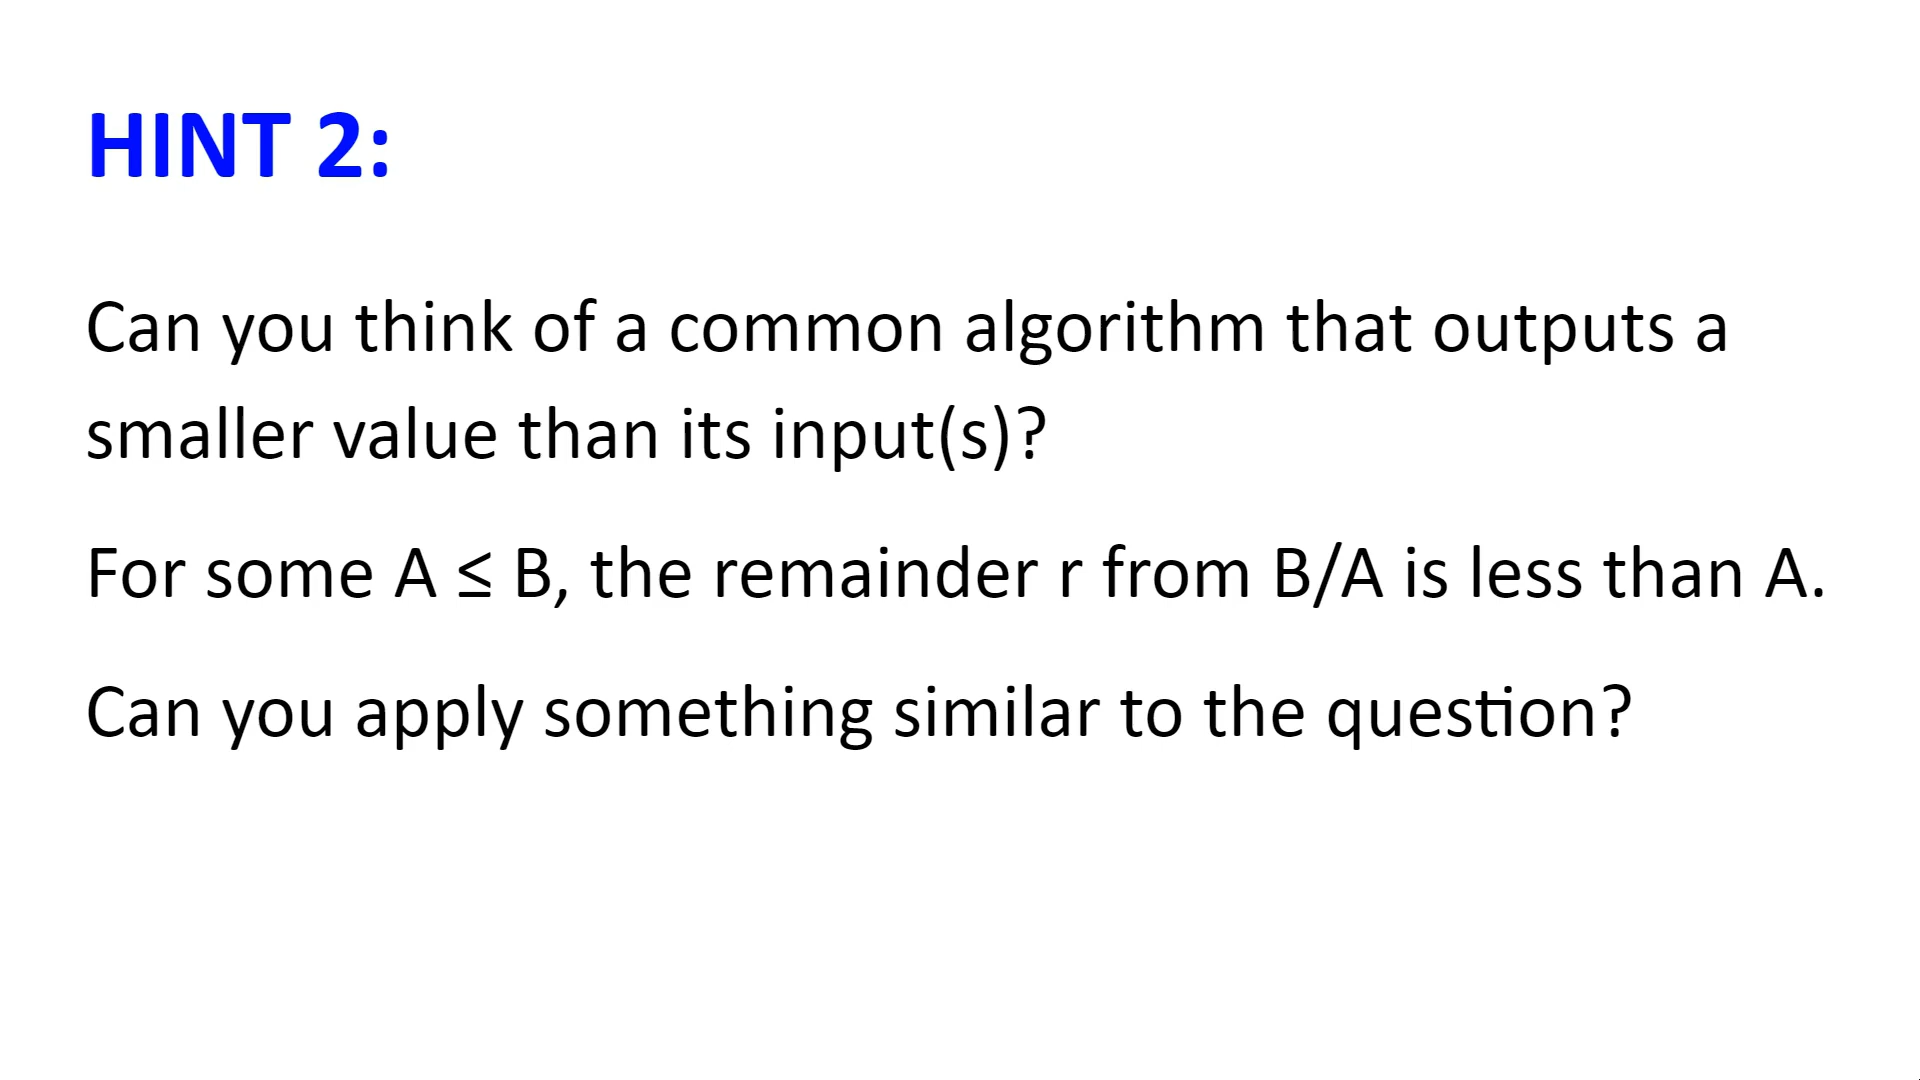 HINT 2:
Can you think of a common algorithm that outputs a
smaller value than its input(s)?
For some A ≤ B, the remainder r from B/A is less than A.
Can you apply something similar to the question?